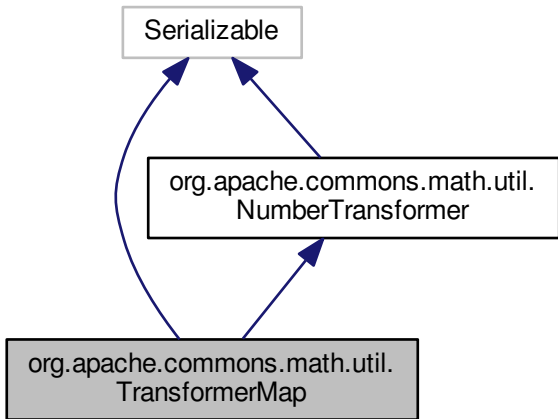 Serializable
org.apache.commons.math.util.
NumberTransformer
org.apache.commons.math.util.
TransformerMap